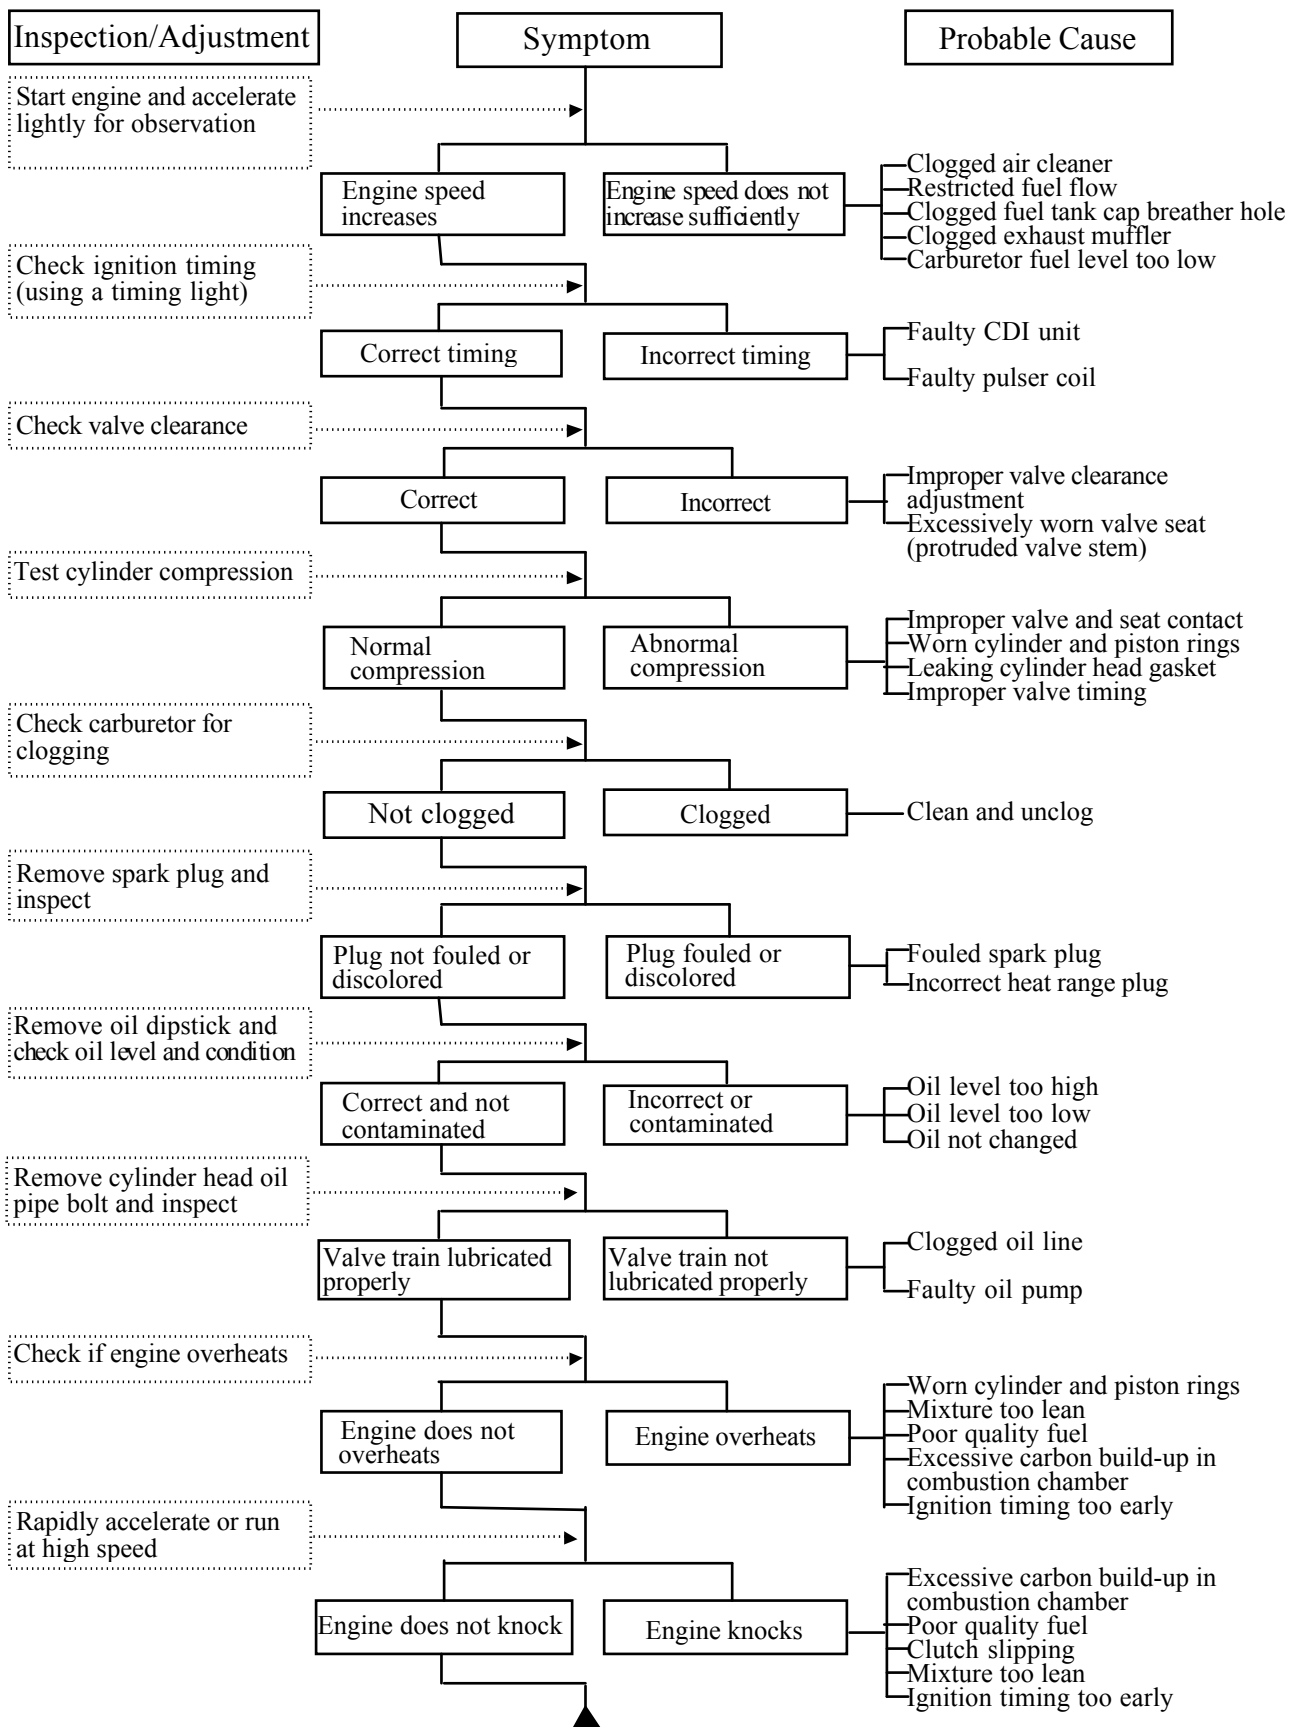 Inspection/Adjustment
Symptom
Probable Cause
Start engine and accelerate
lightly for observation
Engine speed
increases
Engine speed does not
increase sufficiently
Clogged air cleaner
Restricted fuel flow
Clogged fuel tank cap breather hole
Clogged exhaust muffler
Carburetor fuel level too low
Check ignition timing
(using a timing light)
Correct timing
Incorrect timing
Faulty CDI unit
Faulty pulser coil
Check valve clearance
Correct
Incorrect
Improper valve clearance
adjustment
Excessively worn valve seat
(protruded valve stem)
Test cylinder compression
Normal
compression
Abnormal
compression
Improper valve and seat contact
Worn cylinder and piston rings
Leaking cylinder head gasket
Improper valve timing
Check carburetor for
clogging
Not clogged
Clogged
Clean and unclog
Remove spark plug and
inspect
Plug not fouled or
discolored
Plug fouled or
discolored
Fouled spark plug
Incorrect heat range plug
Remove oil dipstick and
check oil level and condition
Correct and not
contaminated
Incorrect or
contaminated
Oil level too high
Oil level too low
Oil not changed
Remove cylinder head oil
pipe bolt and inspect
Valve train lubricated
properly
Valve train not
lubricated properly
Clogged oil line
Faulty oil pump
Check if engine overheats
Engine does not
overheats
Engine overheats
Worn cylinder and piston rings
Mixture too lean
Poor quality fuel
Excessive carbon build-up in
combustion chamber
Ignition timing too early
Rapidly accelerate or run
at high speed
Engine does not knock
Engine knocks
Excessive carbon build-up in
combustion chamber
Poor quality fuel
Clutch slipping
Mixture too lean
Ignition timing too early